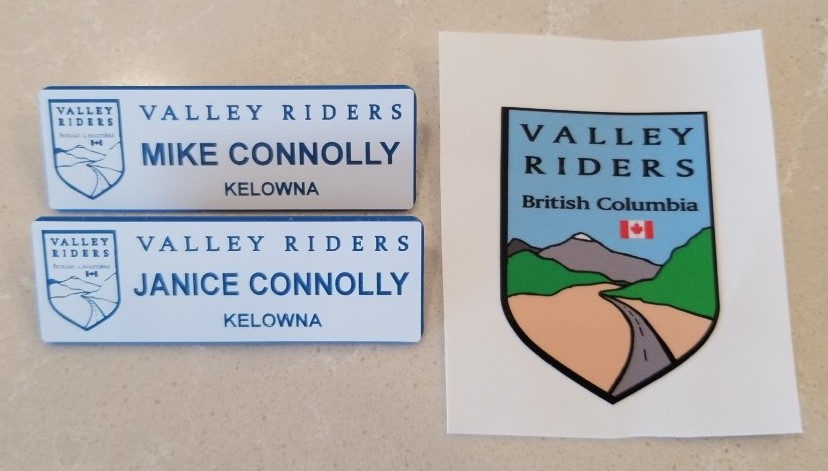 VALLEY
RIDERS
British Columbia
VALLEY RIDERS
MIKE CONNOLLY
KELOWNA
VALLEY
RIDERS
British Columbia
VALLEY RIDERS
JANICE CONNOLLY
KELOWNA
VALLEY
RIDERS
British Columbia